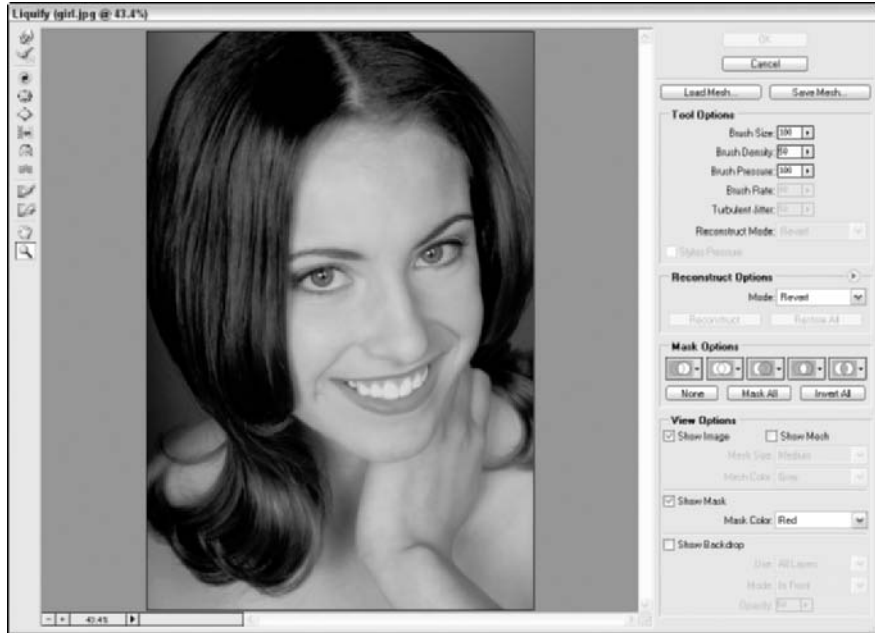 Liquify (girl.jpg @ 43.4%)
OK
Cancel
Load Mesh...
Save Mesh...
Tool Options
Brush Size: 100
Brush Density: 50
Brush Pressure: 100
Brush Rate:
Turbulent Jitter:
Reconstruct Mode: Revert
Stylus Pressure
Reconstruct Options
Mode: Revert
Reconstruct
Restore All
Mask Options
None
Mask All
Invert All
View Options
Show Image
Show Mesh
Mesh Size: Medium
Mesh Color: Gray
Show Mask
Mask Color: Red
Show Backdrop
Use: All Layers
Mode: In Front
Opacity:
43.4%